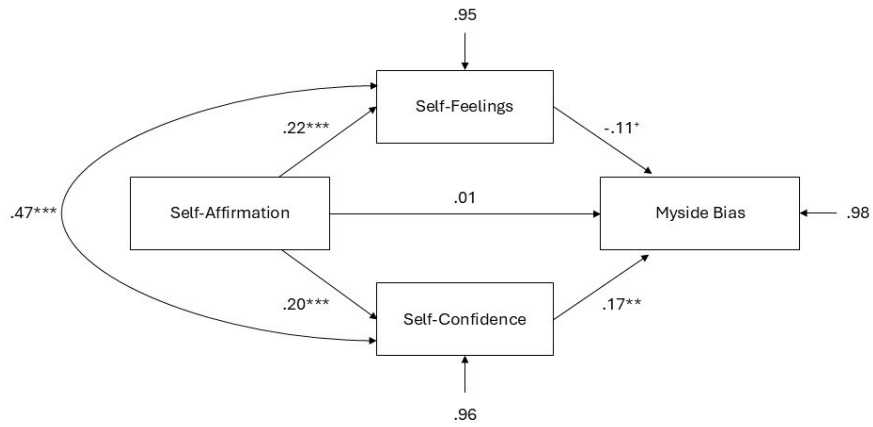 .95
Self-Feelings
.22***
-.11⁺
.47***
Self-Affirmation
.01
Myside Bias
.98
.20***
Self-Confidence
.17**
.96